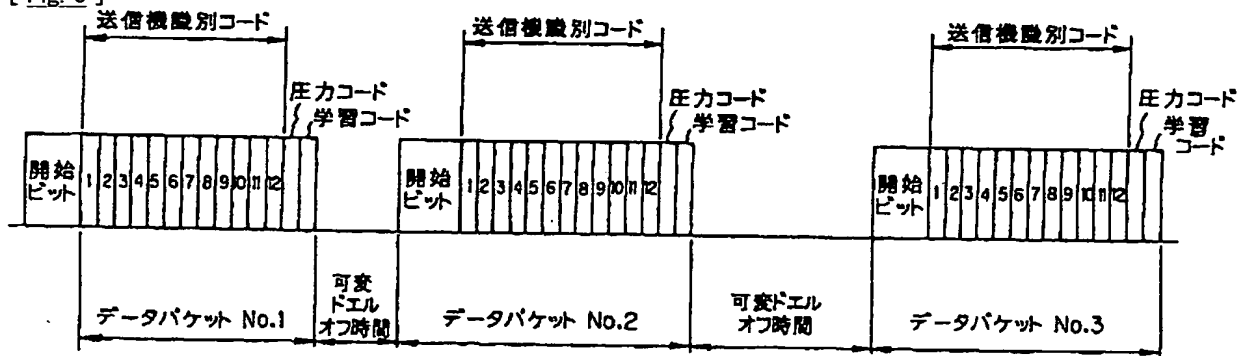 送信機識別コード
送信機識別コード
送信機識別コード
圧力コード
学習コード
圧力コード
学習コード
圧力コード
学習
コード
開始
ビット
1 2 3 4 5 6 7 8 9 10 11 12
開始
ビット
1 2 3 4 5 6 7 8 9 10 11 12
開始
ビット
1 2 3 4 5 6 7 8 9 10 11 12
データパケット No.1
可変
ドエル
オフ時間
データパケット No.2
可変ドエル
オフ時間
データパケット No.3